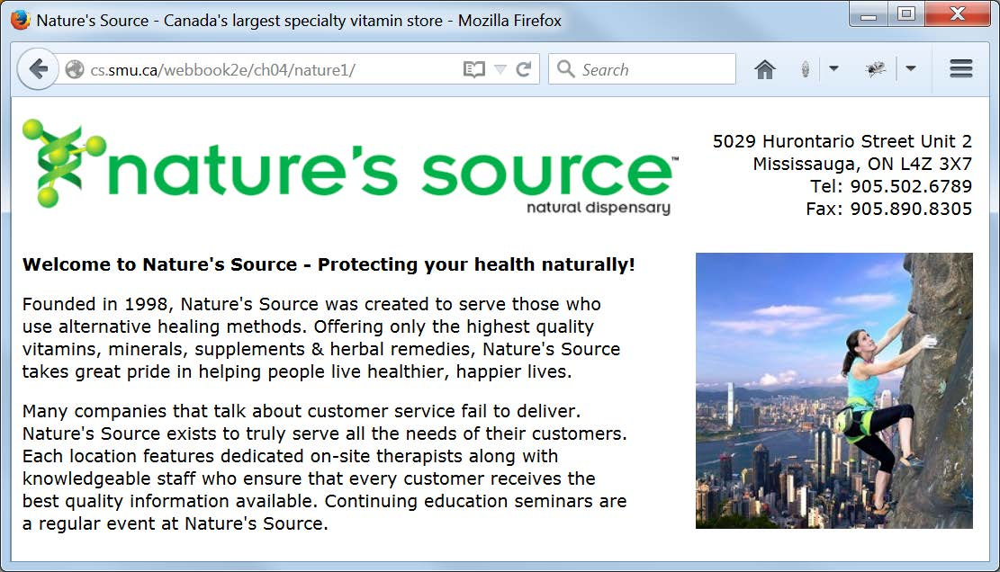 Nature's Source - Canada's largest specialty vitamin store - Mozilla Firefox
cs.smu.ca/webbook2e/ch04/nature1/
Search
nature's source™
natural dispensary
5029 Hurontario Street Unit 2
Mississauga, ON L4Z 3X7
Tel: 905.502.6789
Fax: 905.890.8305
Welcome to Nature's Source - Protecting your health naturally!
Founded in 1998, Nature's Source was created to serve those who
use alternative healing methods. Offering only the highest quality
vitamins, minerals, supplements & herbal remedies, Nature's Source
takes great pride in helping people live healthier, happier lives.
Many companies that talk about customer service fail to deliver.
Nature's Source exists to truly serve all the needs of their customers.
Each location features dedicated on-site therapists along with
knowledgeable staff who ensure that every customer receives the
best quality information available. Continuing education seminars are
a regular event at Nature's Source.